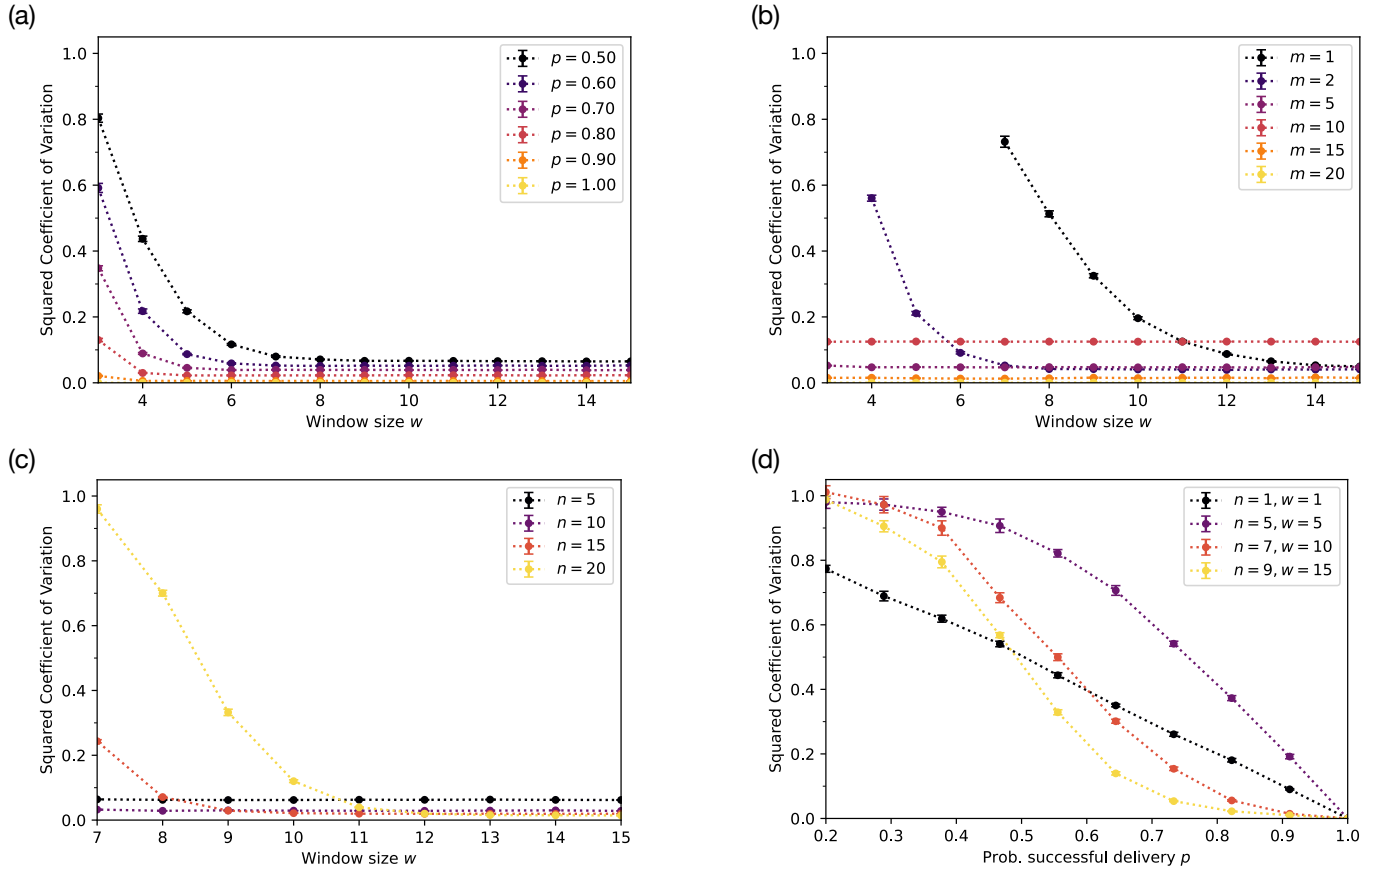 (a)
Squared Coefficient of Variation
1.0
0.8
0.6
0.4
0.2
0.0
p = 0.50
p = 0.60
p = 0.70
p = 0.80
p = 0.90
p = 1.00
4 6 8 10 12 14
Window size w
(b)
Squared Coefficient of Variation
1.0
0.8
0.6
0.4
0.2
0.0
m = 1
m = 2
m = 5
m = 10
m = 15
m = 20
4 6 8 10 12 14
Window size w
(c)
Squared Coefficient of Variation
1.0
0.8
0.6
0.4
0.2
0.0
n = 5
n = 10
n = 15
n = 20
7 8 9 10 11 12 13 14 15
Window size w
(d)
Squared Coefficient of Variation
1.0
0.8
0.6
0.4
0.2
0.0
n = 1, w = 1
n = 5, w = 5
n = 7, w = 10
n = 9, w = 15
0.2 0.3 0.4 0.5 0.6 0.7 0.8 0.9 1.0
Prob. successful delivery p